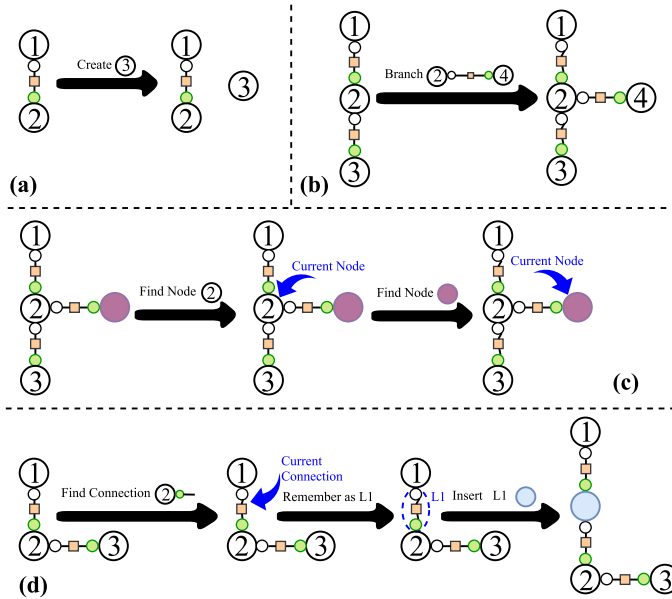 1
Create 3
1
2
2
3
(a)
1
2
3
Branch 2 4
1
2
4
3
(b)
1
2
3
Find Node 2
1
Current Node
2
3
Find Node
1
Current Node
2
3
(c)
1
2
3
Find Connection 2
1
Current
Connection
2
3
Remember as L1
1
L1
2
3
Insert L1
1
2
3
(d)